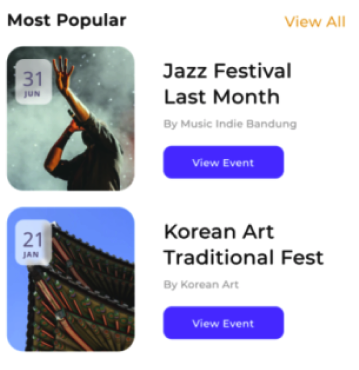 Most Popular
View All
31
JUN
Jazz Festival
Last Month
By Music Indie Bandung
View Event
21
JAN
Korean Art
Traditional Fest
By Korean Art
View Event